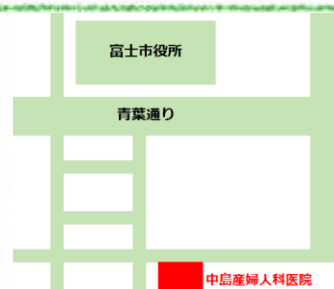 富士市役所
青葉通り
中島産婦人科医院